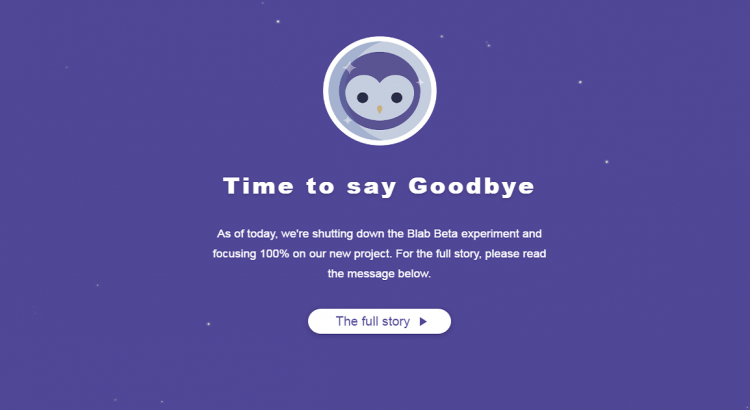 Time to say Goodbye
As of today, we're shutting down the Blab Beta experiment and
focusing 100% on our new project. For the full story, please read
the message below.
The full story